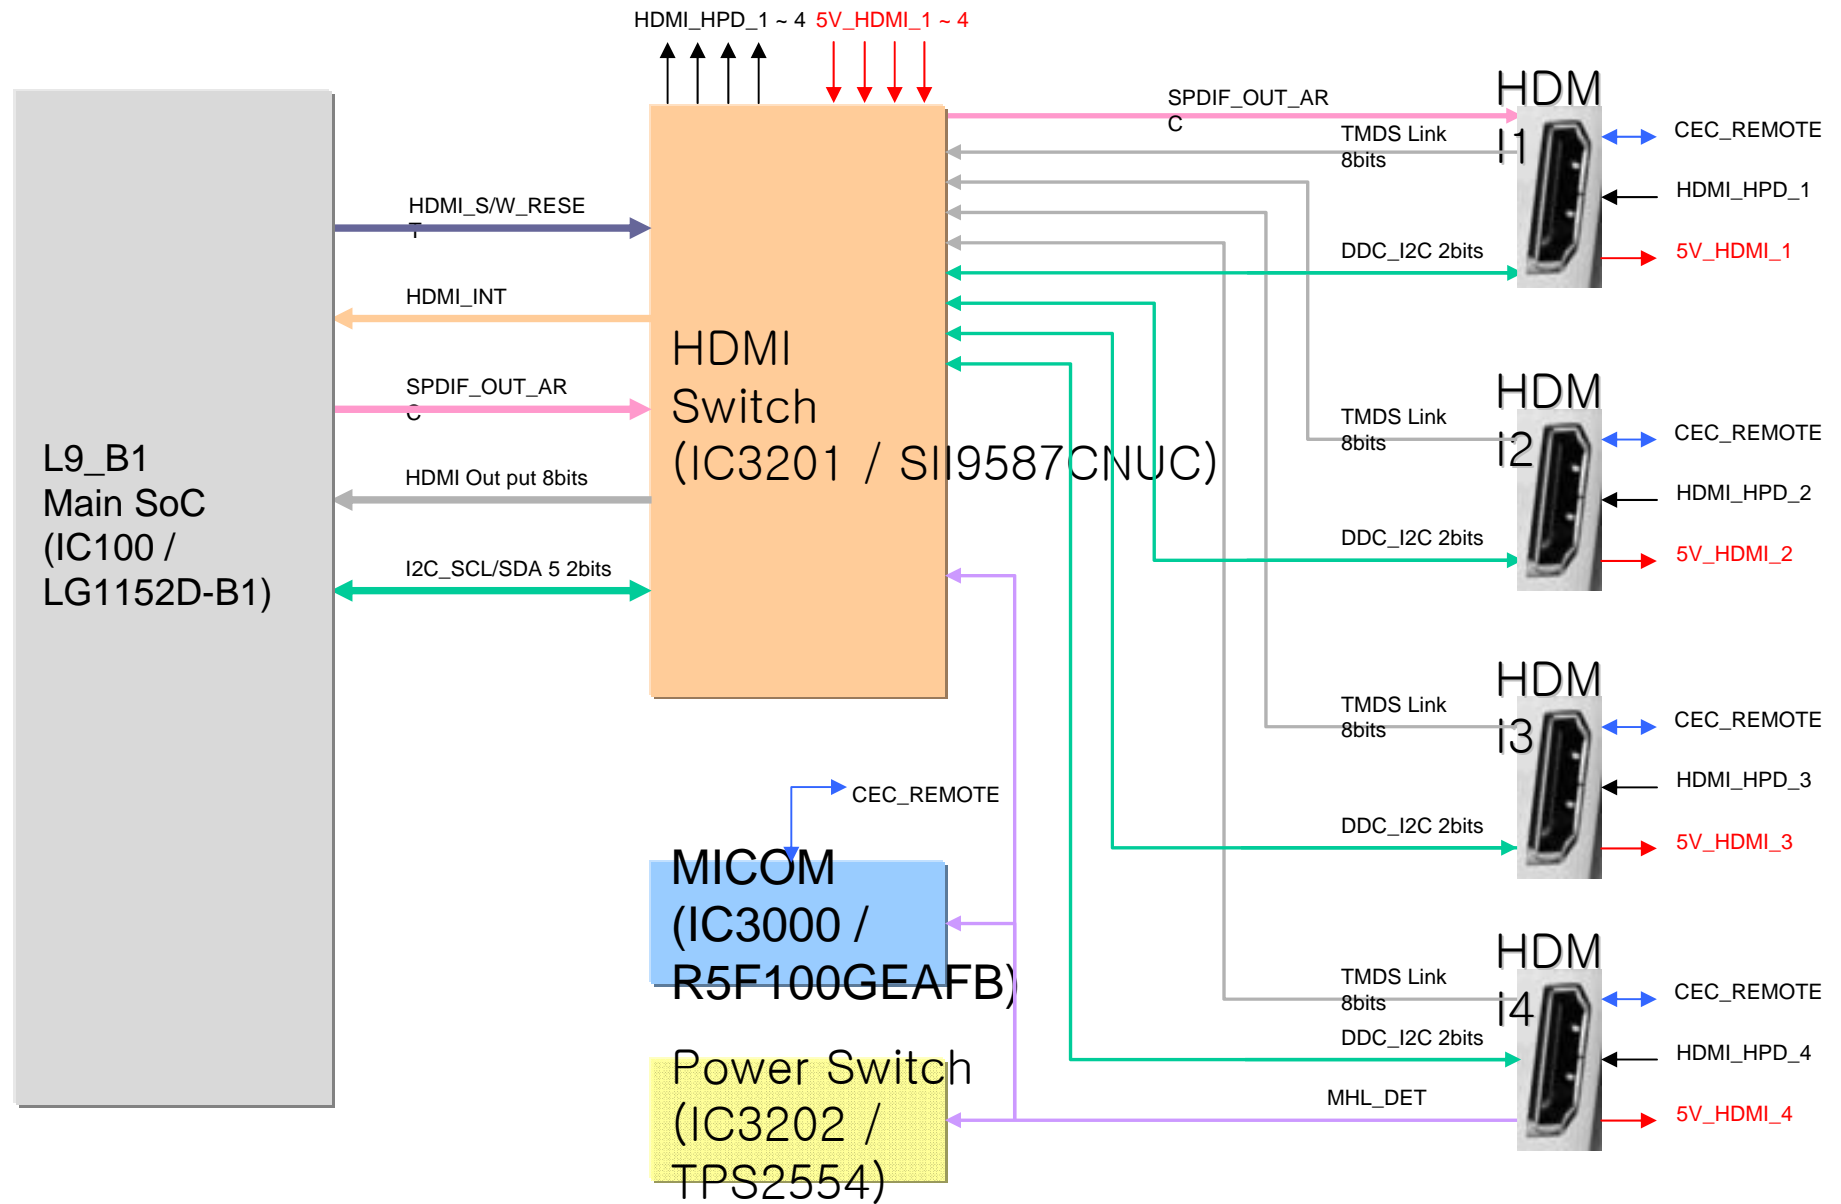 HDMI_HPD_1 ~ 4 5V_HDMI_1 ~ 4
L9_B1
Main SoC
(IC100 /
LG1152D-B1)
HDMI_S/W_RESE
T
HDMI_INT
SPDIF_OUT_AR
C
HDMI Out put 8bits
I2C_SCL/SDA 5 2bits
HDMI
Switch
(IC3201 / SII9587CNUC)
CEC_REMOTE
MICOM
(IC3000 /
R5F100GEAFB)
Power Switch
(IC3202 /
TPS2554)
SPDIF_OUT_AR
C
TMDS Link
8bits
DDC_I2C 2bits
HDM
I1
CEC_REMOTE
HDMI_HPD_1
5V_HDMI_1
TMDS Link
8bits
DDC_I2C 2bits
HDM
I2
CEC_REMOTE
HDMI_HPD_2
5V_HDMI_2
TMDS Link
8bits
DDC_I2C 2bits
HDM
I3
CEC_REMOTE
HDMI_HPD_3
5V_HDMI_3
TMDS Link
8bits
DDC_I2C 2bits
MHL_DET
HDM
I4
CEC_REMOTE
HDMI_HPD_4
5V_HDMI_4